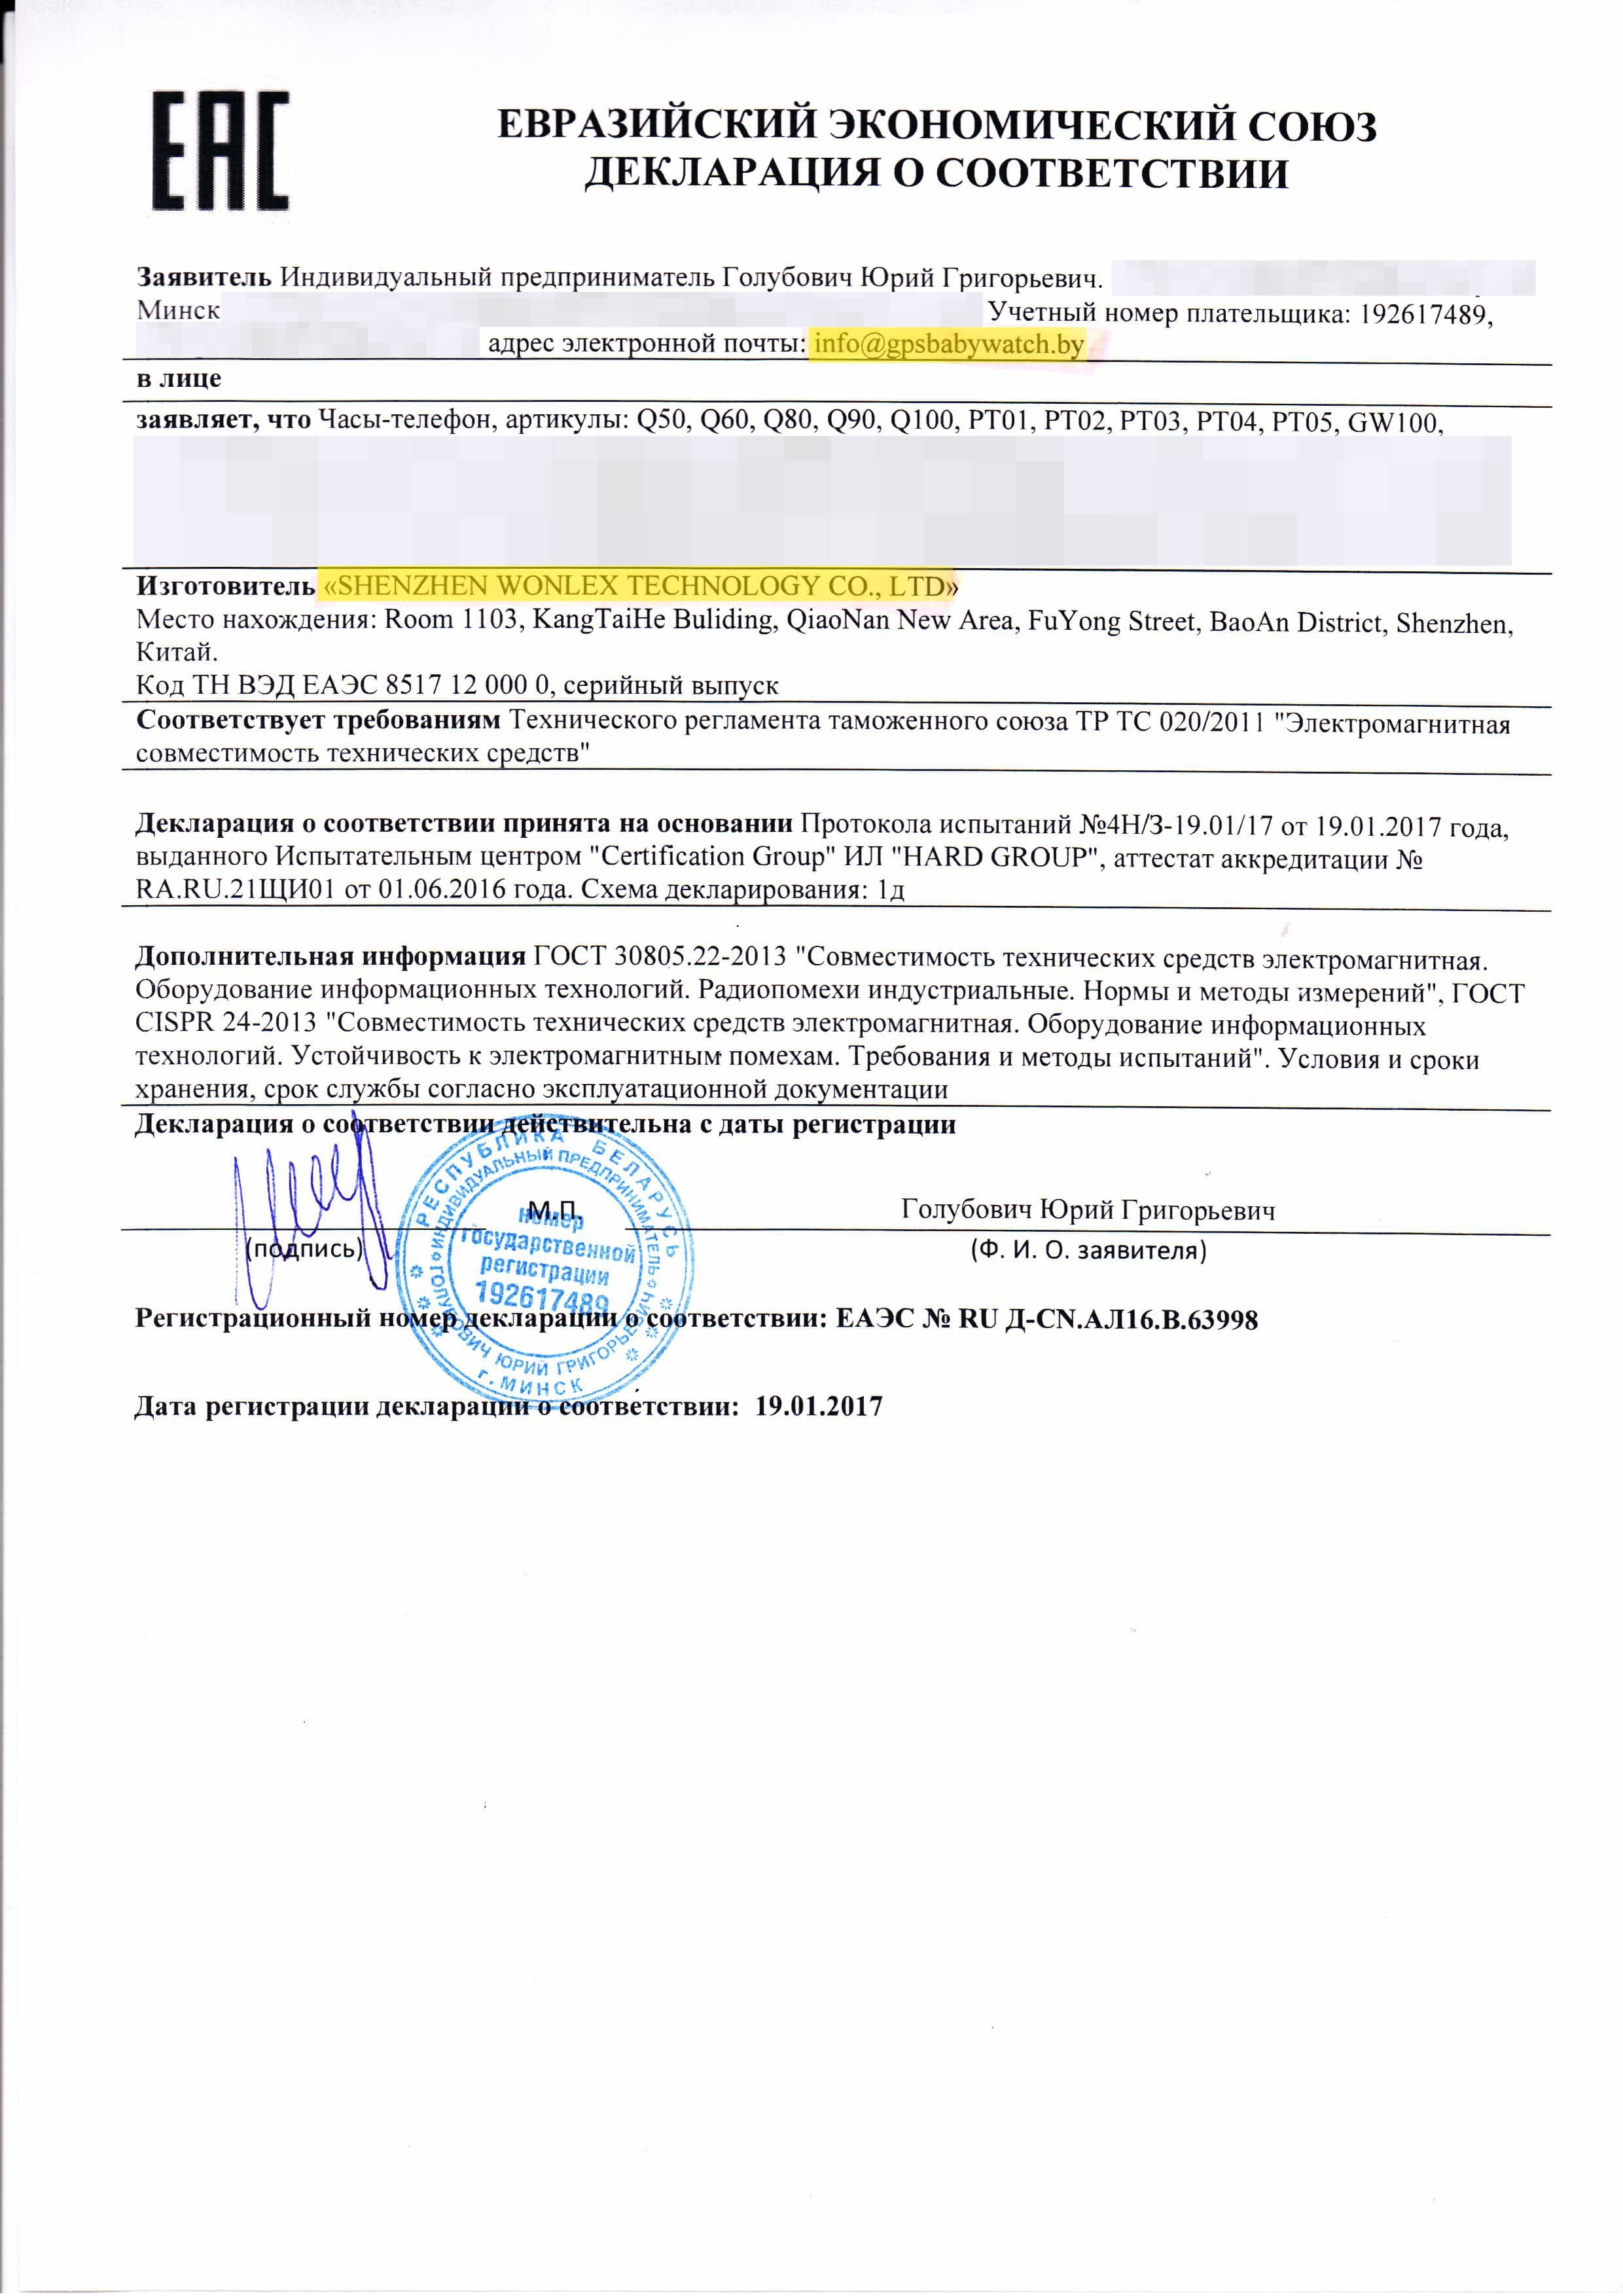 EAC
ЕВРАЗИЙСКИЙ ЭКОНОМИЧЕСКИЙ СОЮЗ
ДЕКЛАРАЦИЯ О СООТВЕТСТВИИ
Заявитель Индивидуальный предприниматель Голубович Юрий Григорьевич.
Минск Учетный номер плательщика: 192617489,
адрес электронной почты: info@gpsbabywatch.by
в лице
заявляет, что Часы-телефон, артикулы: Q50, Q60, Q80, Q90, Q100, PT01, PT02, PT03, PT04, PT05, GW100,
Изготовитель «SHENZHEN WONLEX TECHNOLOGY CO., LTD»
Место нахождения: Room 1103, KangTaiHe Buliding, QiaoNan New Area, FuYong Street, BaoAn District, Shenzhen,
Китай.
Код ТН ВЭД ЕАЭС 8517 12 000 0, серийный выпуск
Соответствует требованиям Технического регламента таможенного союза ТР ТС 020/2011 "Электромагнитная
совместимость технических средств"
Декларация о соответствии принята на основании Протокола испытаний №4Н/З-19.01/17 от 19.01.2017 года,
выданного Испытательным центром "Certification Group" ИЛ "HARD GROUP", аттестат аккредитации №
RA.RU.21ЩИ01 от 01.06.2016 года. Схема декларирования: 1д
Дополнительная информация ГОСТ 30805.22-2013 "Совместимость технических средств электромагнитная.
Оборудование информационных технологий. Радиопомехи индустриальные. Нормы и методы измерений", ГОСТ
CISPR 24-2013 "Совместимость технических средств электромагнитная. Оборудование информационных
технологий. Устойчивость к электромагнитным помехам. Требования и методы испытаний". Условия и сроки
хранения, срок службы согласно эксплуатационной документации
Декларация о соответствии действительна с даты регистрации
РЕСПУБЛИКА БЕЛАРУСЬ
ИНДИВИДУАЛЬНЫЙ ПРЕДПРИНИМАТЕЛЬ
М.П.
номер
государственной
регистрации
192617489
ГОЛУБОВИЧ ЮРИЙ ГРИГОРЬЕВИЧ
г. МИНСК
Голубович Юрий Григорьевич
(подпись)
(Ф. И. О. заявителя)
Регистрационный номер декларации о соответствии: ЕАЭС № RU Д-CN.АЛ16.В.63998
Дата регистрации декларации о соответствии: 19.01.2017